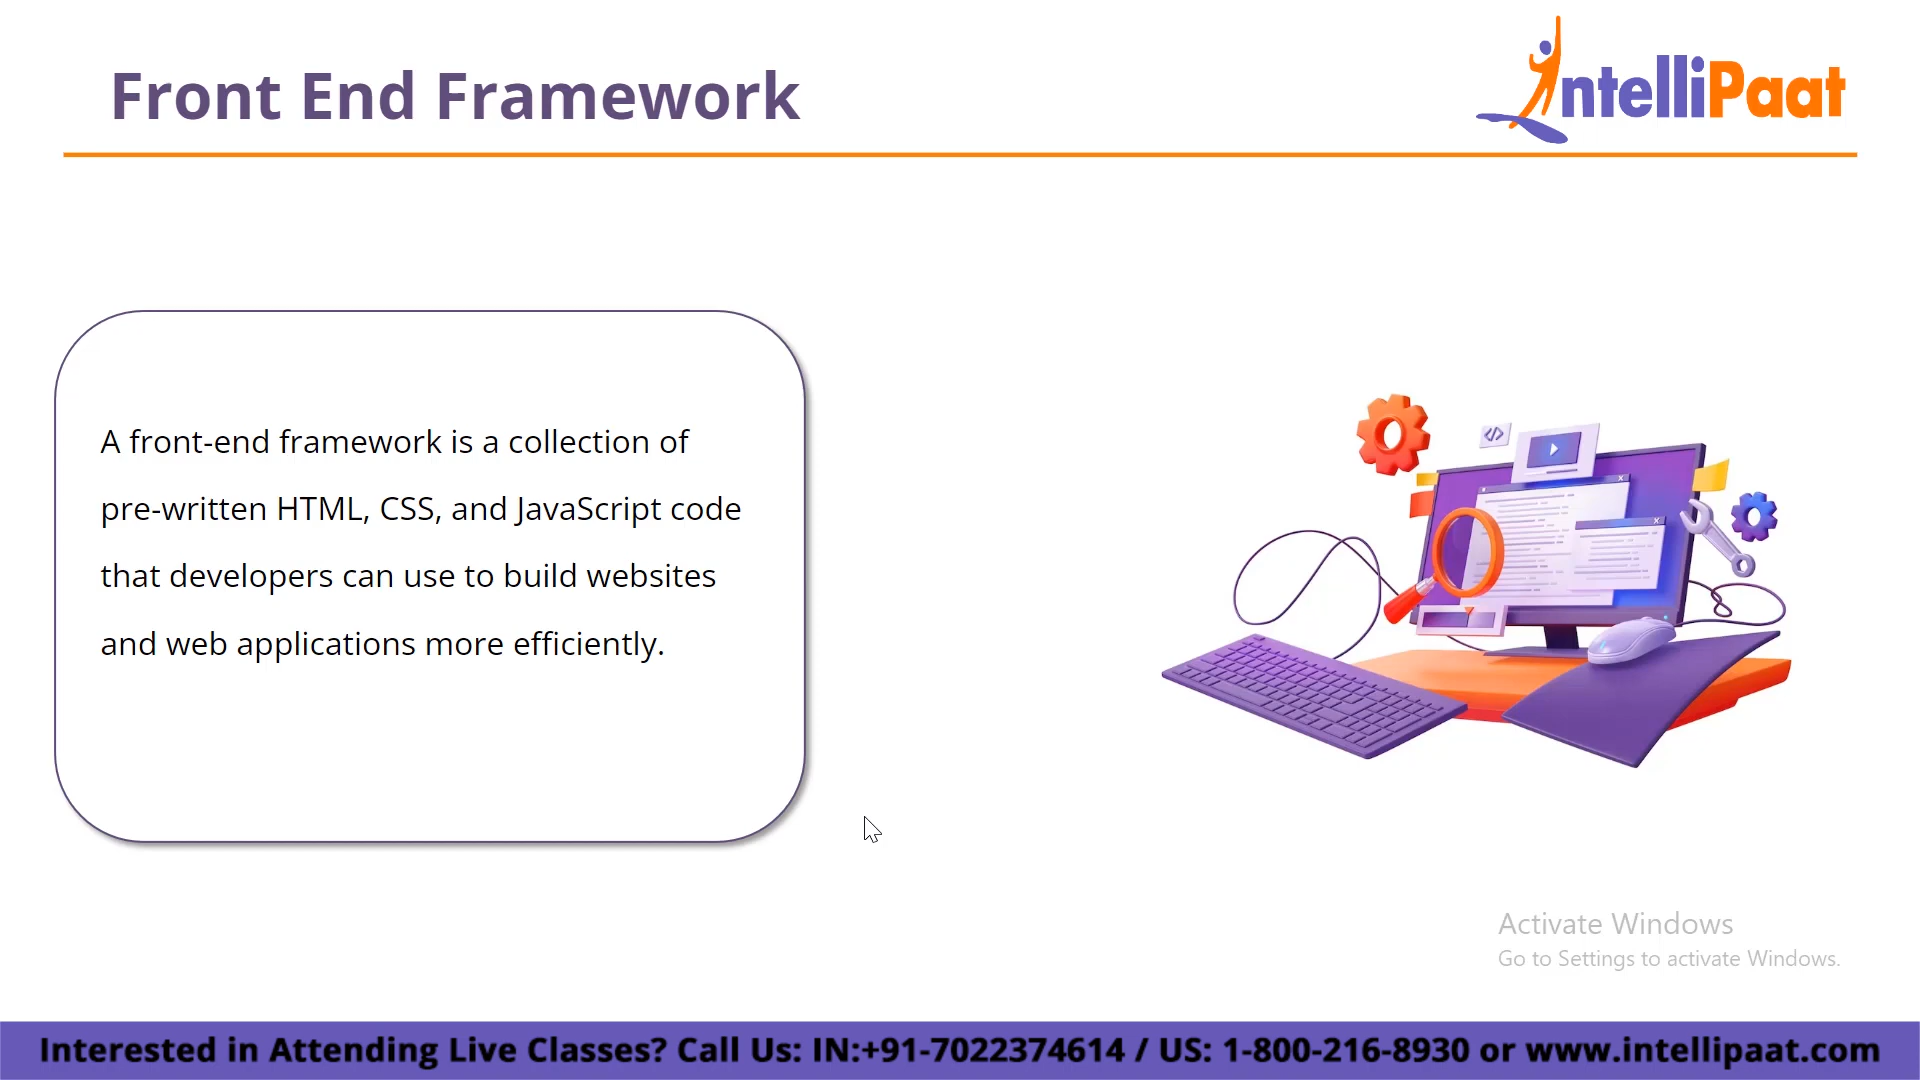 Front End Framework
IntelliPaat
A front-end framework is a collection of
pre-written HTML, CSS, and JavaScript code
that developers can use to build websites
and web applications more efficiently.
Activate Windows
Go to Settings to activate Windows.
Interested in Attending Live Classes? Call Us: IN:+91-7022374614 / US: 1-800-216-8930 or www.intellipaat.com